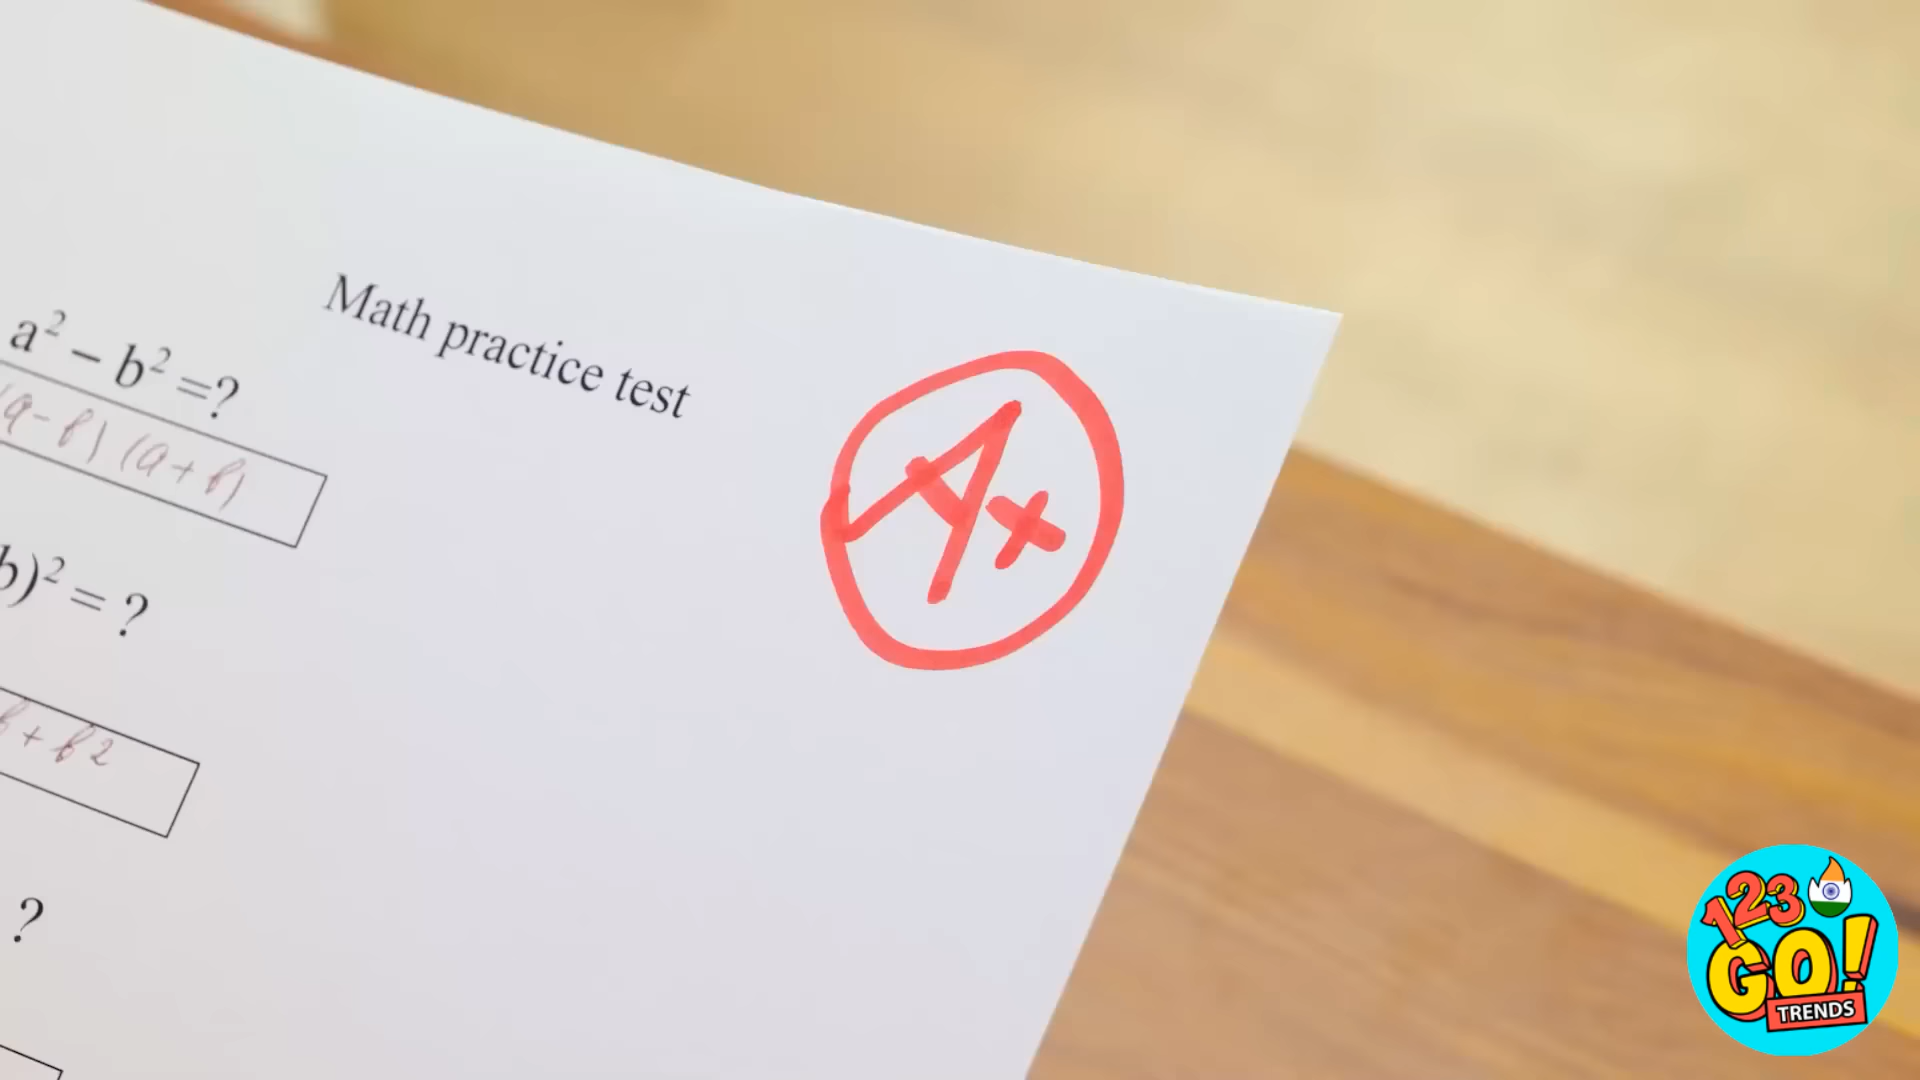 Math practice test
a² – b² =?
(a-b) (a+b)
A+
b)² = ?
b + b²
?
123
GO!
TRENDS